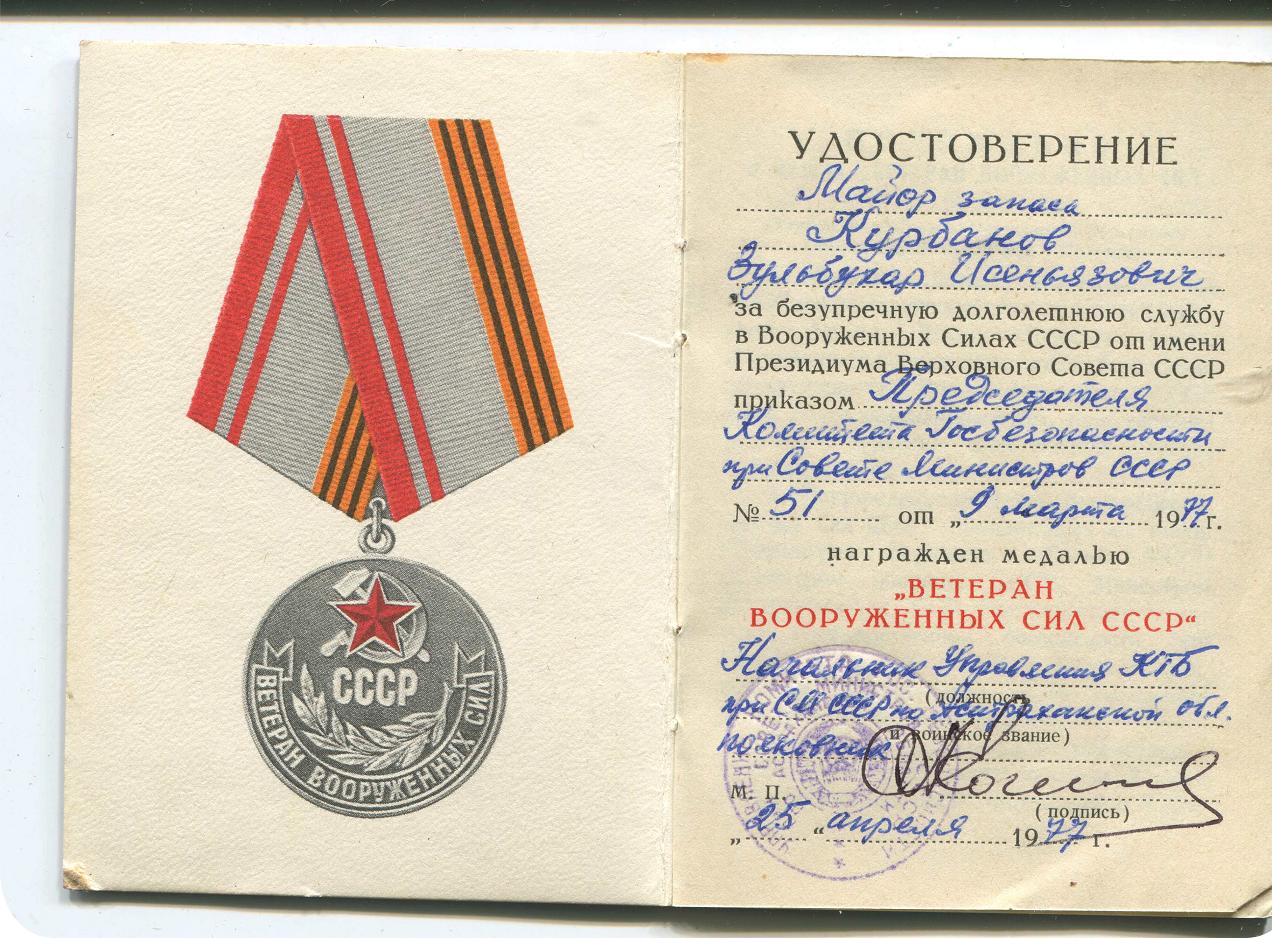 СССР
ВЕТЕРАН ВООРУЖЕННЫХ СИЛ
УДОСТОВЕРЕНИЕ
Майор запаса
Курбанов
Зульбухар Исеньязович
за безупречную долголетнюю службу
в Вооруженных Силах СССР от имени
Президиума Верховного Совета СССР
приказом Председателя
Комитета Госбезопасности
при Совете Министров СССР
№ 51 от „9 марта 1977 г.
награжден медалью
„ВЕТЕРАН
ВООРУЖЕННЫХ СИЛ СССР“
Начальник Управления КГБ
(должность
при СМ СССР по Астраханской обл.
и воинское звание)
полковник
М. П.
(подпись)
„25“ апреля 1977 г.